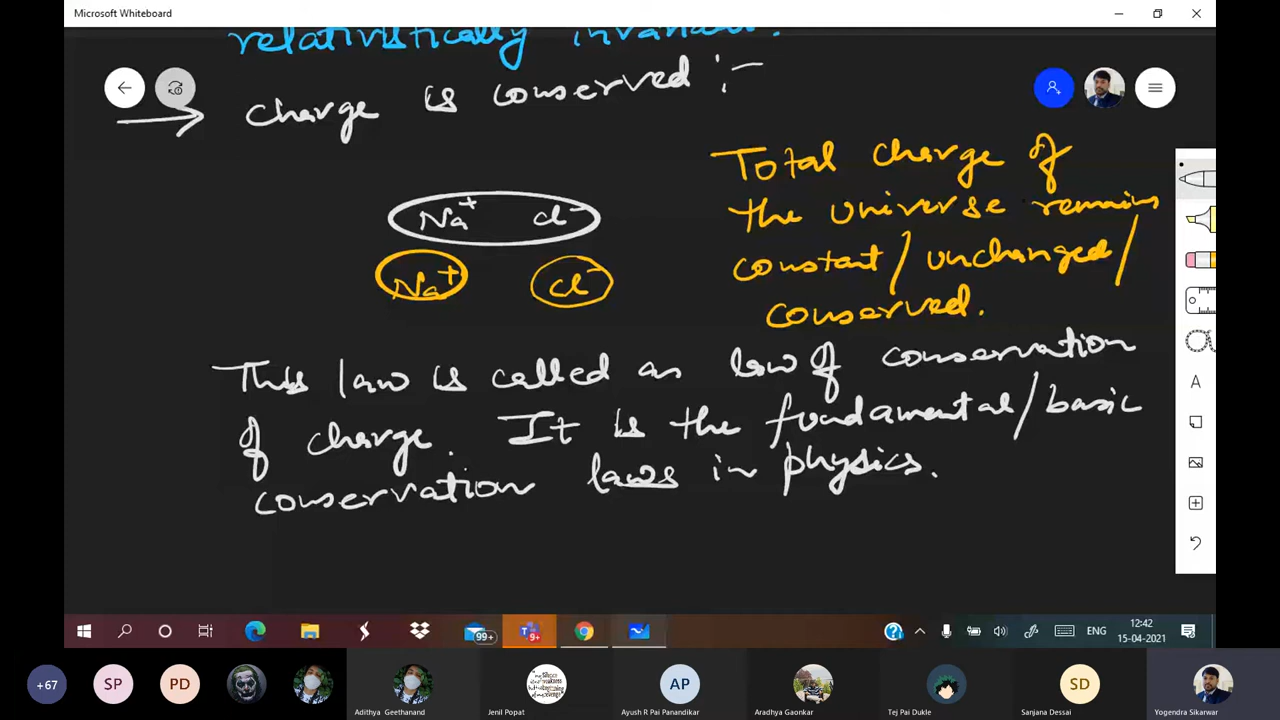 Microsoft Whiteboard
relativistically invariant.
→ charge is conserved :-
Total charge of
the universe remains
constant/unchanged/
conserved.
Na+ Cl-
Na+ Cl-
This law is called as law of conservation
of charge. It is the fundamental/basic
conservation laws in physics.
A
99+
9+
ENG
12:42
15-04-2021
+67
SP
PD
Adithya Geethanand
Jenil Popat
AP
Ayush R Pai Panandikar
Aradhya Gaonkar
Tej Pai Dukle
SD
Sanjana Dessai
Yogendra Sikarwar